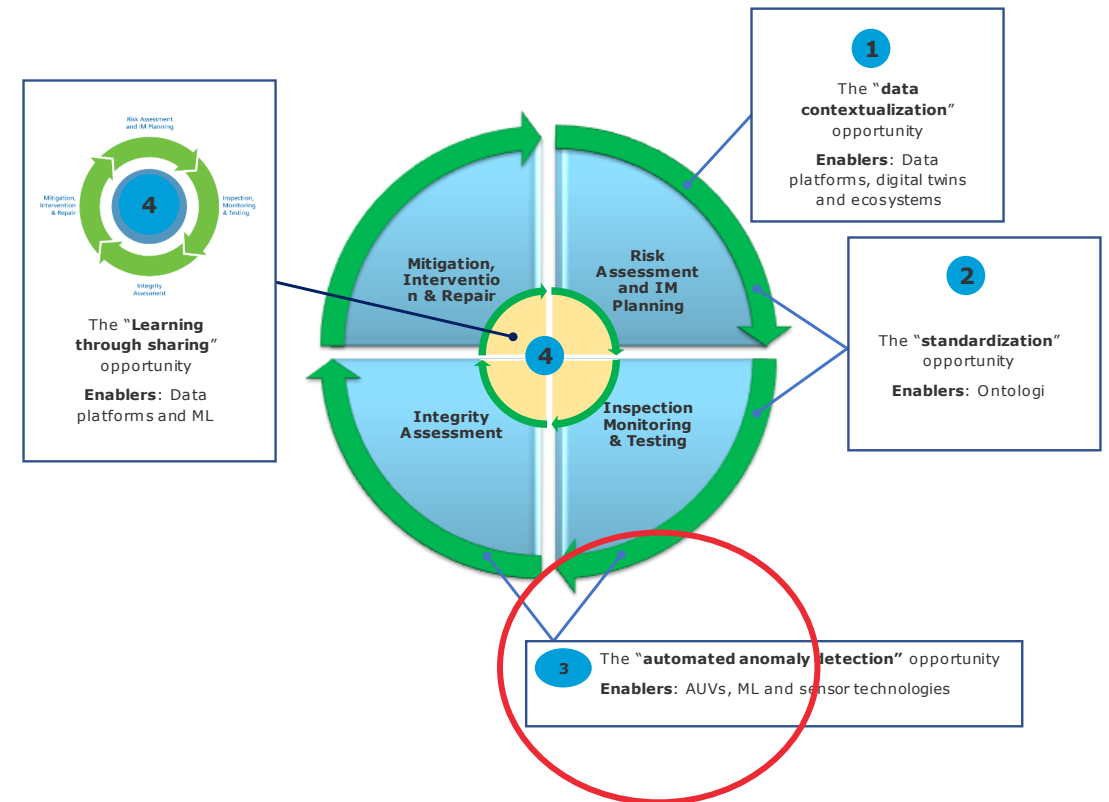 1
The “data
contextualization”
opportunity
Enablers: Data
platforms, digital twins
and ecosystems
Risk Assessment
and IM Planning
Mitigation,
Intervention
& Repair
4
Inspection,
Monitoring
& Testing
Integrity
Assessment
The “Learning
through sharing”
opportunity
Enablers: Data
platforms and ML
Mitigation,
Interventio
n & Repair
Risk
Assessment
and IM
Planning
2
The “standardization”
opportunity
Enablers: Ontologi
4
Integrity
Assessment
Inspection
Monitoring
& Testing
3
The “automated anomaly detection” opportunity
Enablers: AUVs, ML and sensor technologies